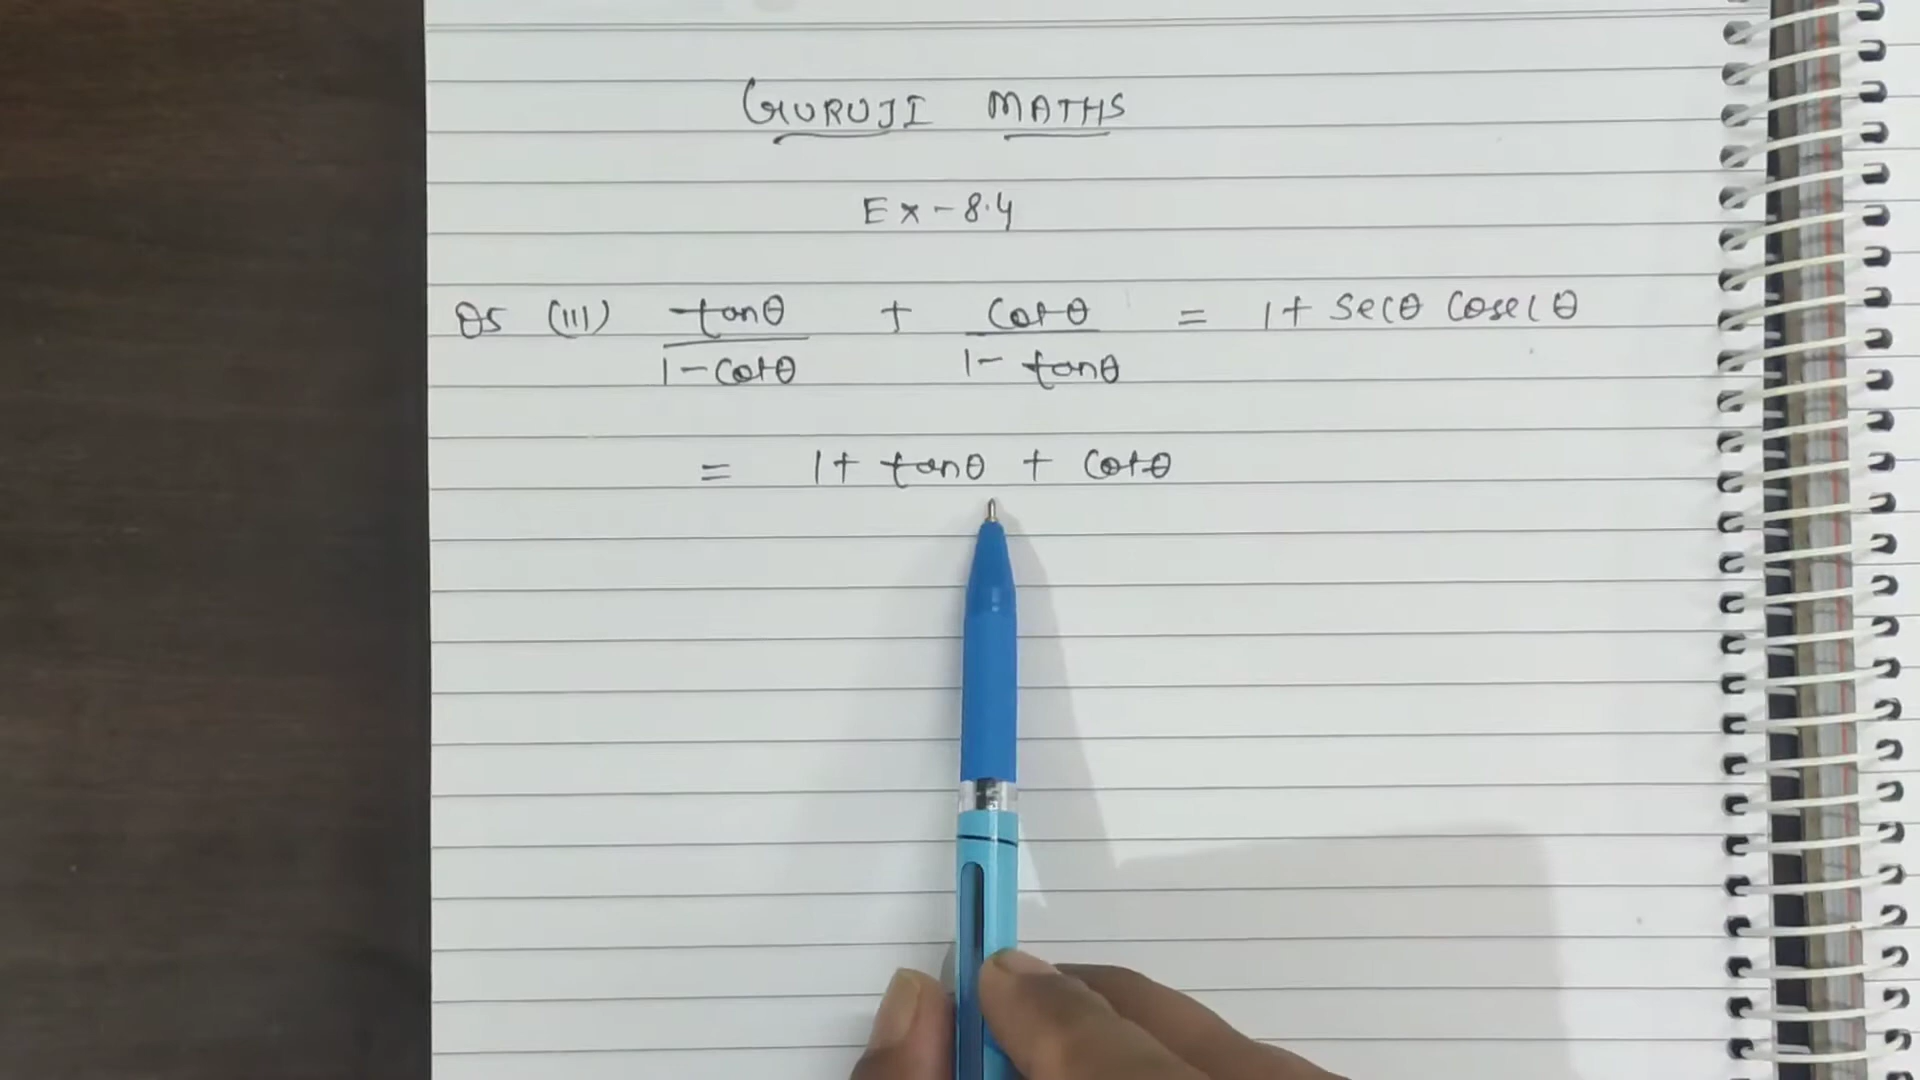 GURUJI MATHS
Ex-8.4
Q5 (III) tanθ/(1-cotθ) + cotθ/(1-tanθ) = 1+ secθ cosecθ
= 1+ tanθ + cotθ